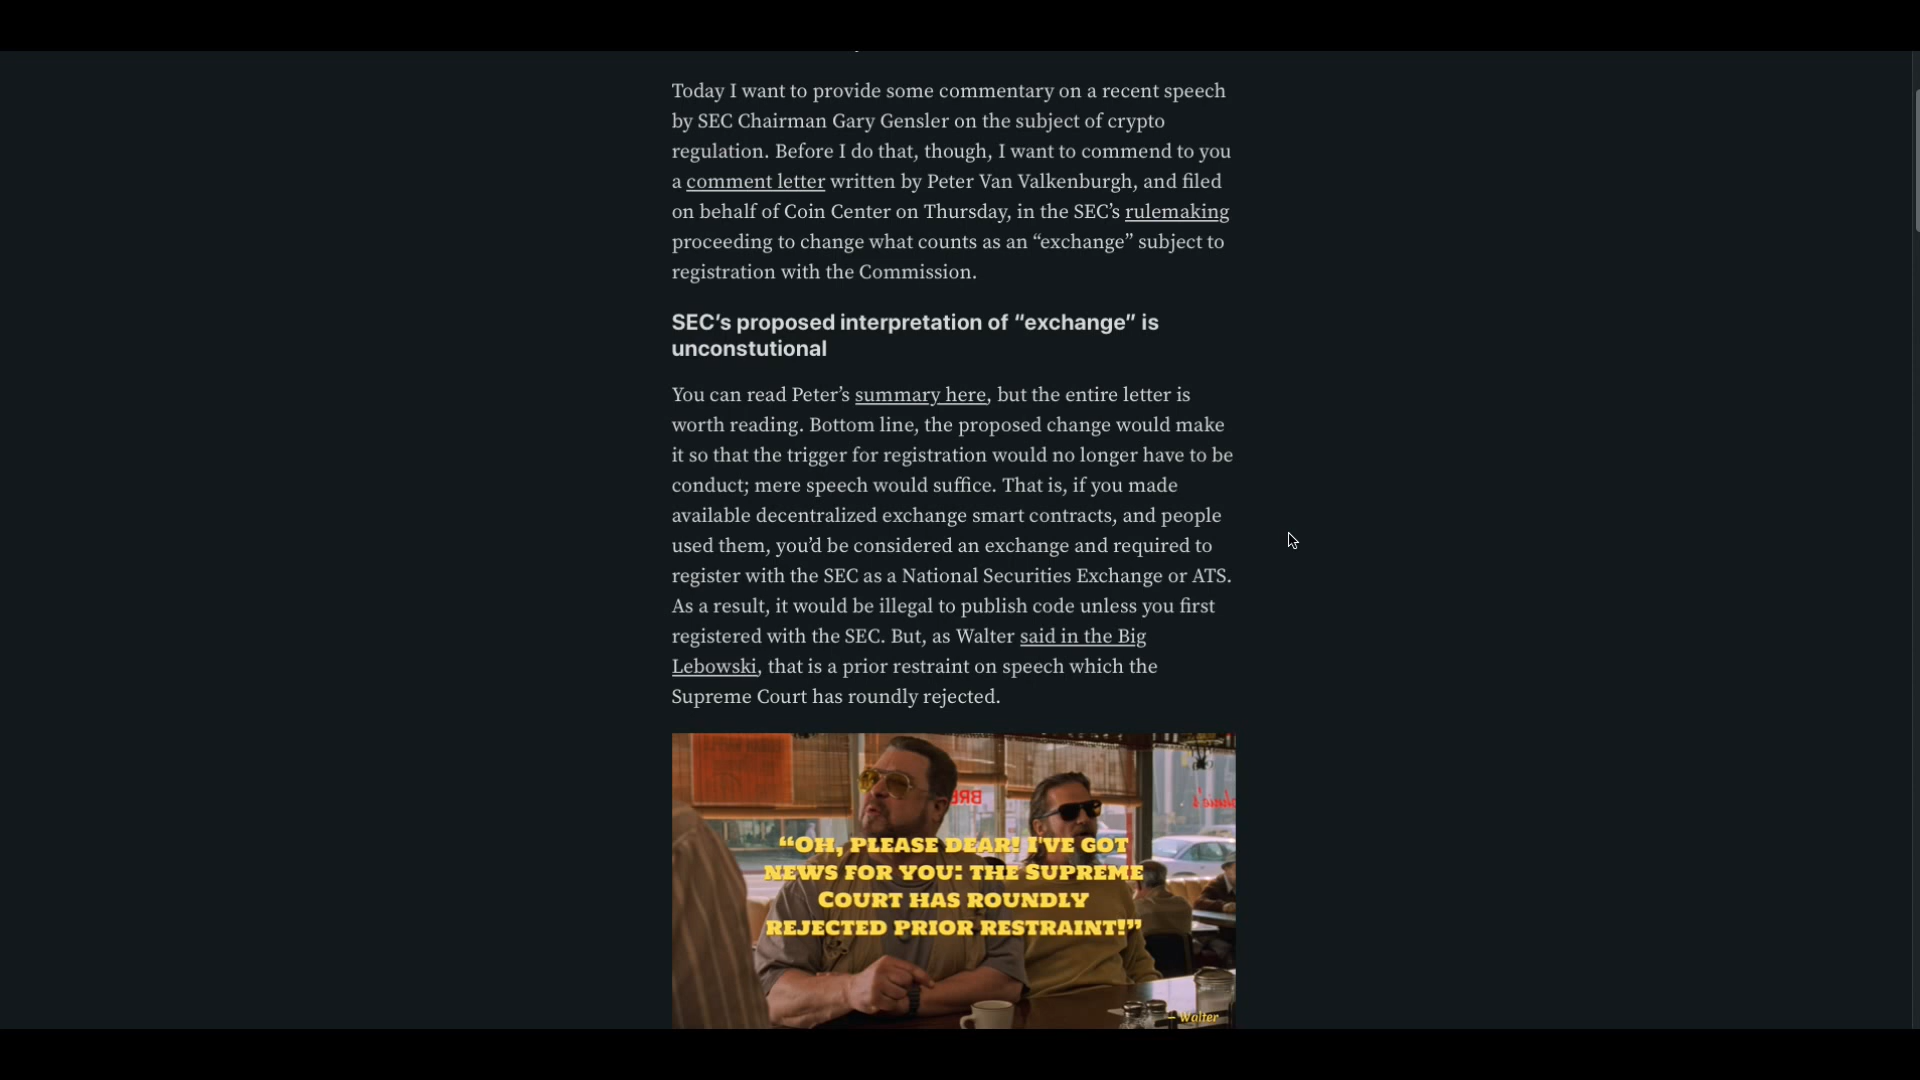 Today I want to provide some commentary on a recent speech
by SEC Chairman Gary Gensler on the subject of crypto
regulation. Before I do that, though, I want to commend to you
a comment letter written by Peter Van Valkenburgh, and filed
on behalf of Coin Center on Thursday, in the SEC’s rulemaking
proceeding to change what counts as an “exchange” subject to
registration with the Commission.
SEC’s proposed interpretation of “exchange” is
unconstutional
You can read Peter’s summary here, but the entire letter is
worth reading. Bottom line, the proposed change would make
it so that the trigger for registration would no longer have to be
conduct; mere speech would suffice. That is, if you made
available decentralized exchange smart contracts, and people
used them, you’d be considered an exchange and required to
register with the SEC as a National Securities Exchange or ATS.
As a result, it would be illegal to publish code unless you first
registered with the SEC. But, as Walter said in the Big
Lebowski, that is a prior restraint on speech which the
Supreme Court has roundly rejected.
“OH, PLEASE DEAR! I'VE GOT
NEWS FOR YOU: THE SUPREME
COURT HAS ROUNDLY
REJECTED PRIOR RESTRAINT!”
– Walter